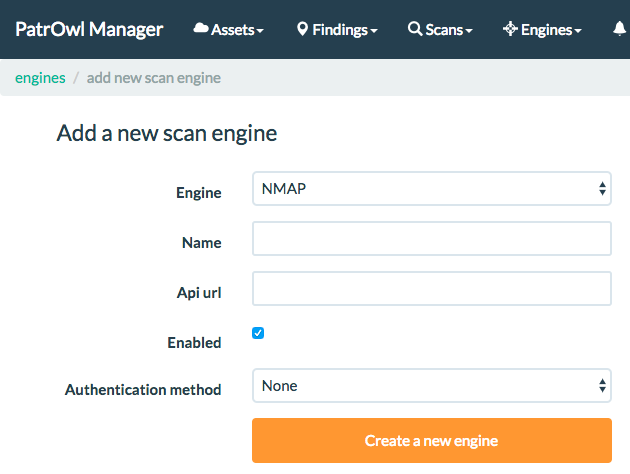 PatrOwl Manager Assets Findings Scans Engines
engines / add new scan engine
Add a new scan engine
Engine NMAP
Name
Api url
Enabled
Authentication method None
Create a new engine